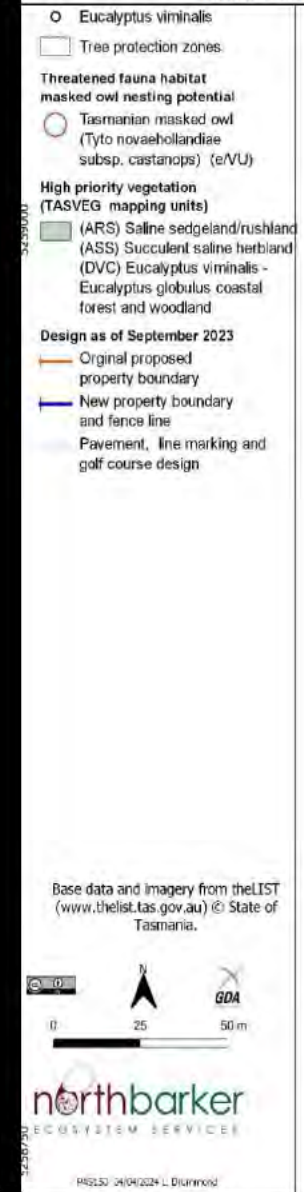 Eucalyptus viminalis
Tree protection zones
Threatened fauna habitat
masked owl nesting potential
Tasmanian masked owl
(Tyto novaehollandiae
subsp. castanops) (e/VU)
High priority vegetation
(TASVEG mapping units)
(ARS) Saline sedgeland/rushland
(ASS) Succulent saline herbland
(DVC) Eucalyptus viminalis -
Eucalyptus globulus coastal
forest and woodland
Design as of September 2023
Orginal proposed
property boundary
New property boundary
and fence line
Pavement, line marking and
golf course design
5259000
Base data and imagery from theLIST
(www.thelist.tas.gov.au) © State of
Tasmania.
N
GDA
0 25 50 m
northbarker
ECOSYSTEM SERVICES
5258750
PAS150 04/04/2024 L. Drummond